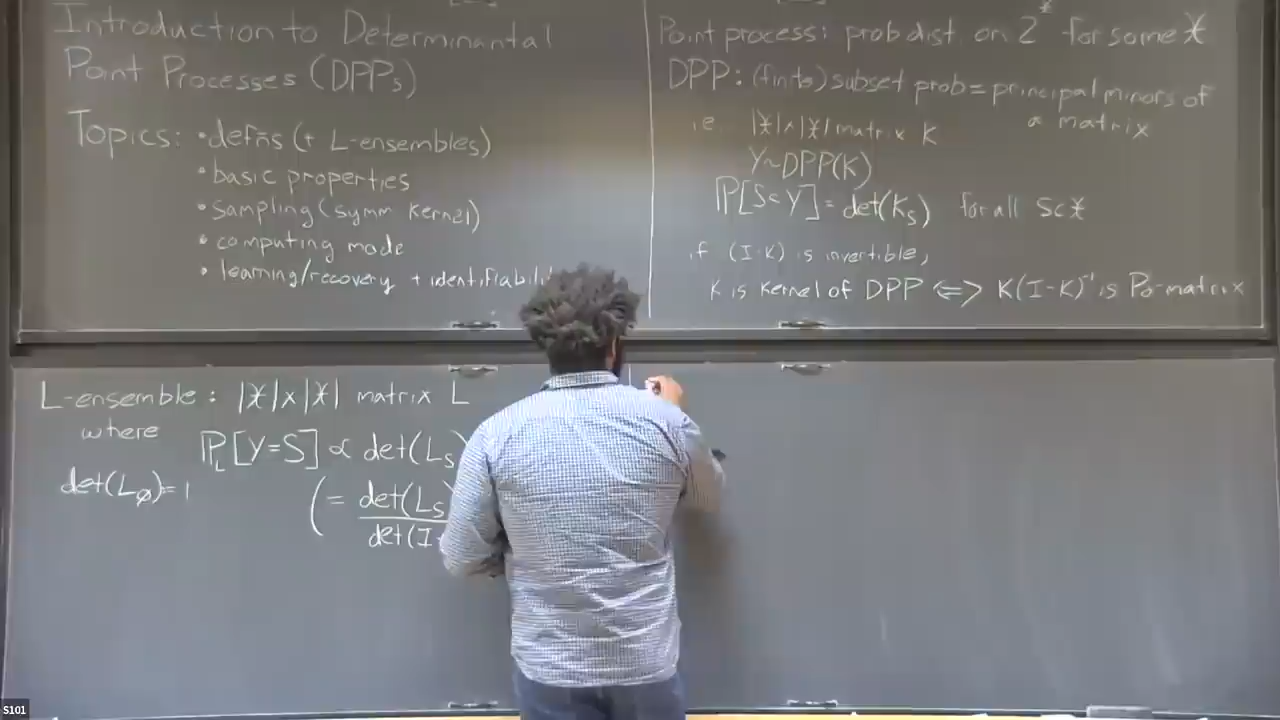 Introduction to Determinantal
Point Processes (DPPs)
Topics: • defñs (+ L-ensembles)
• basic properties
• sampling (symm kernel)
• computing mode
• learning/recovery + identifiabili
Point process: prob dist. on 2^𝒳 for some 𝒳
DPP: (finite) subset prob = principal minors of
a matrix
i.e. |𝒳|×|𝒳| matrix K
Y~DPP(K)
ℙ[S⊂Y] = det(K_S) for all S⊂𝒳
if (I-K) is invertible,
K is kernel of DPP ⟺ K(I-K)⁻¹ is P₀-matrix
L-ensemble: |𝒳|×|𝒳| matrix L
where
ℙ_L[Y=S] ∝ det(L_S)
det(L_∅)=1
(= det(L_S) / det(I
S101